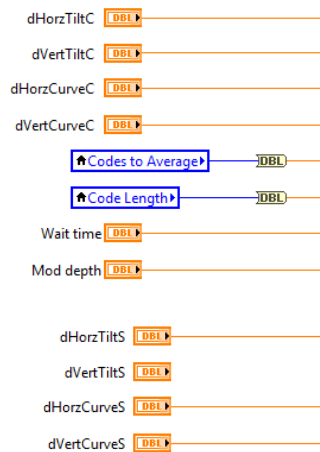 dHorzTiltC DBL
dVertTiltC DBL
dHorzCurveC DBL
dVertCurveC DBL
Codes to Average DBL
Code Length DBL
Wait time DBL
Mod depth DBL
dHorzTiltS DBL
dVertTiltS DBL
dHorzCurveS DBL
dVertCurveS DBL